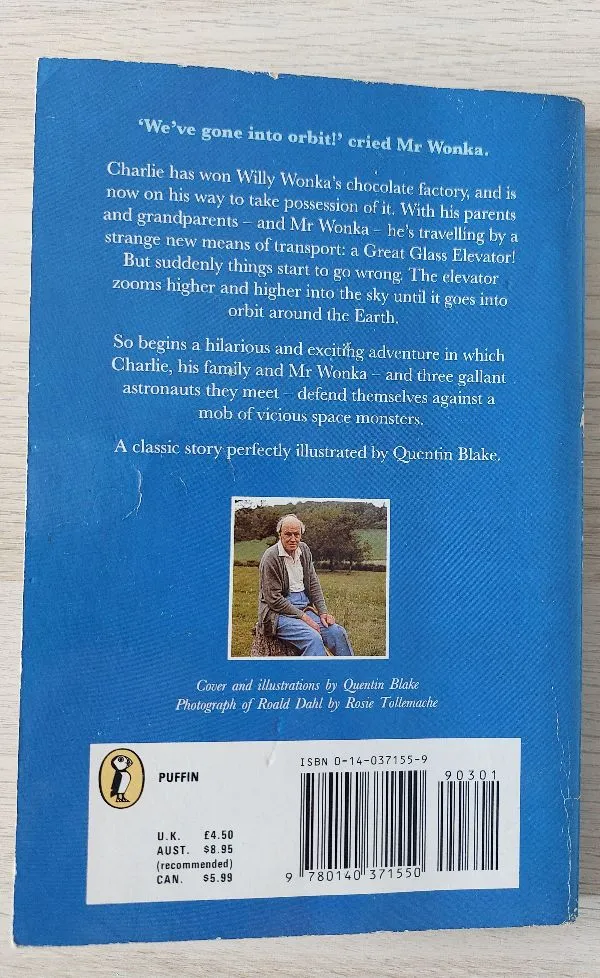 ‘We’ve gone into orbit!’ cried Mr Wonka.
Charlie has won Willy Wonka’s chocolate factory, and is
now on his way to take possession of it. With his parents
and grandparents – and Mr Wonka – he’s travelling by a
strange new means of transport: a Great Glass Elevator!
But suddenly things start to go wrong. The elevator
zooms higher and higher into the sky until it goes into
orbit around the Earth.
So begins a hilarious and exciting adventure in which
Charlie, his family and Mr Wonka – and three gallant
astronauts they meet – defend themselves against a
mob of vicious space monsters.
A classic story perfectly illustrated by Quentin Blake.
Cover and illustrations by Quentin Blake
Photograph of Roald Dahl by Rosie Tollemache
PUFFIN
U.K. £4.50
AUST. $8.95
(recommended)
CAN. $5.99
ISBN 0-14-037155-9
90301
9 780140 371550